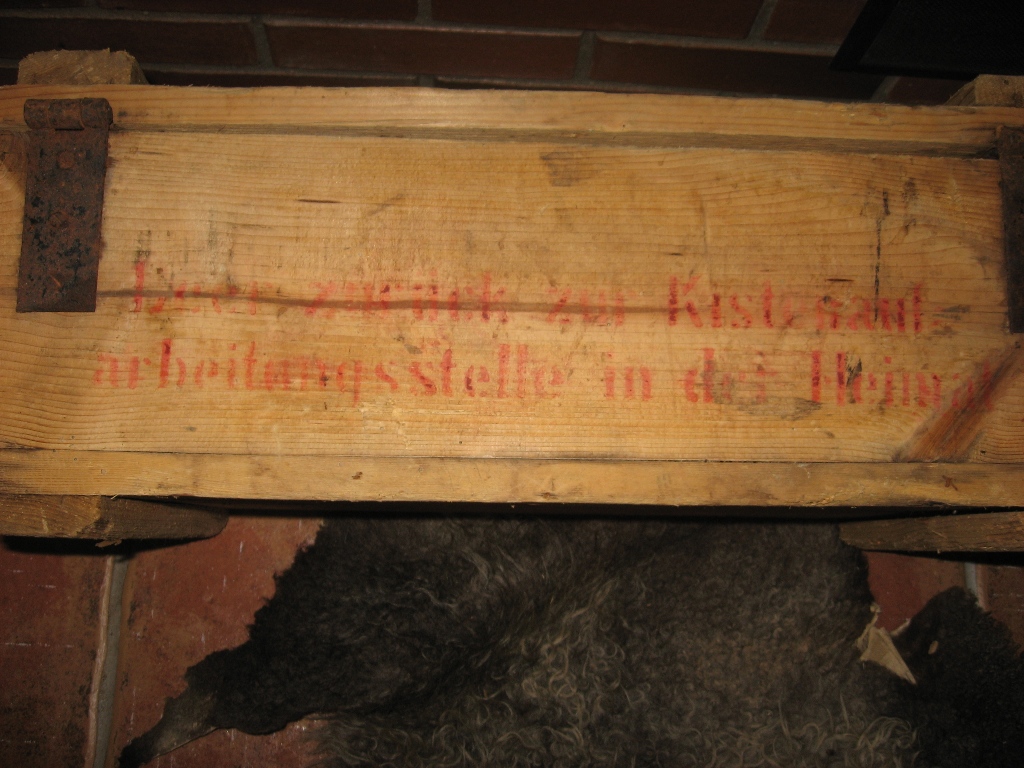 Leer zurück zur Kistenauf-
arbeitungsstelle in der Heimat